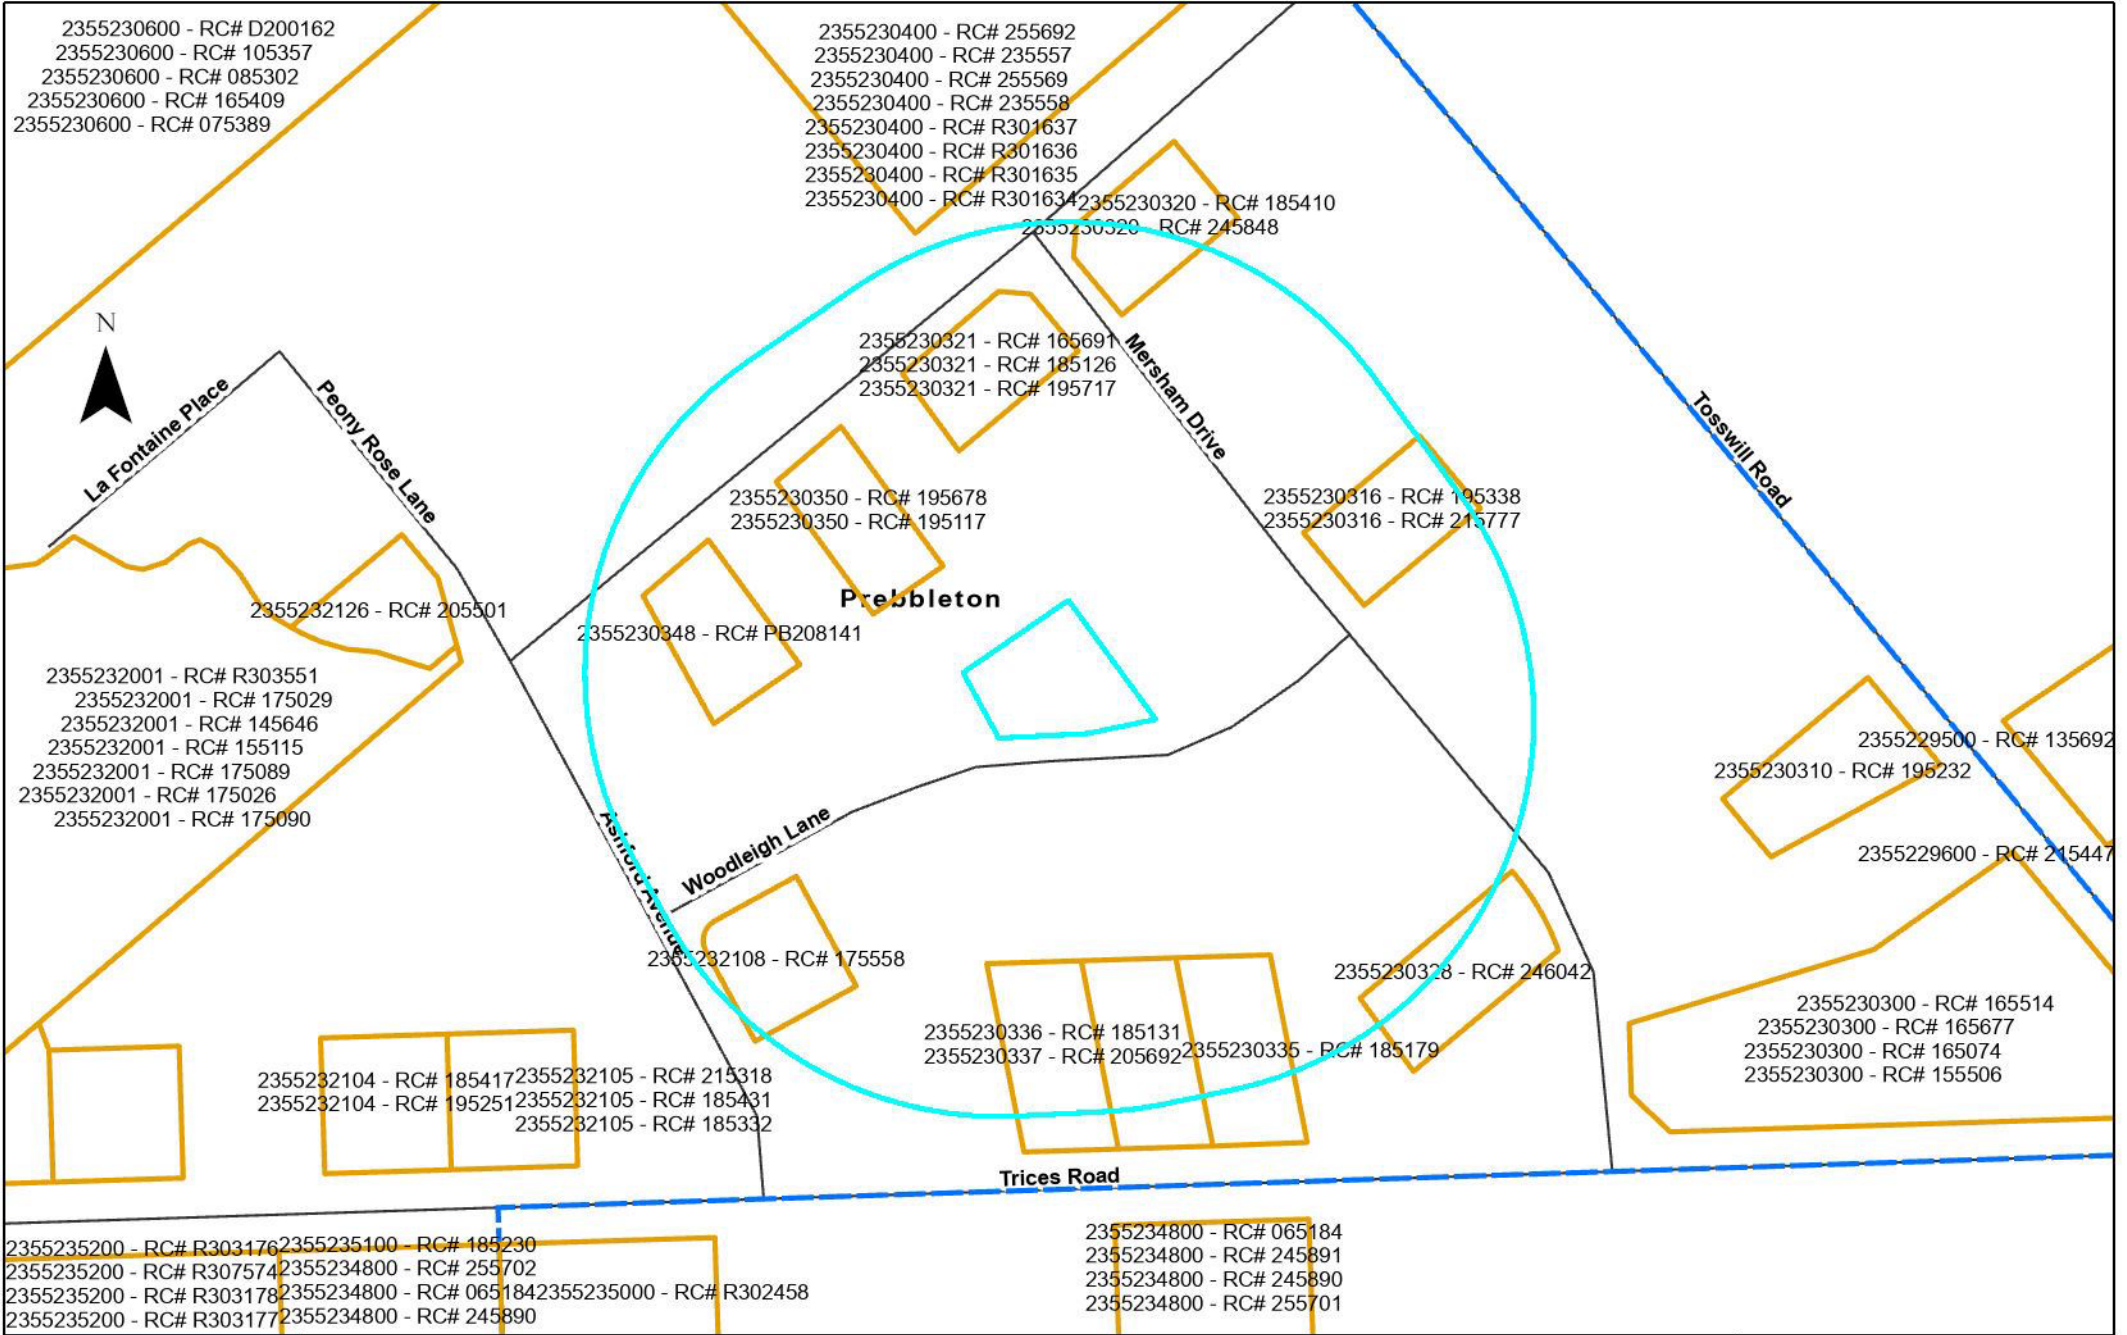 2355230600 - RC# D200162
2355230600 - RC# 105357
2355230600 - RC# 085302
2355230600 - RC# 165409
2355230600 - RC# 075389
2355230400 - RC# 255692
2355230400 - RC# 235557
2355230400 - RC# 255569
2355230400 - RC# 235558
2355230400 - RC# R301637
2355230400 - RC# R301636
2355230400 - RC# R301635
2355230400 - RC# R301634
2355230320 - RC# 185410
2355230320 - RC# 245848
N
2355230321 - RC# 165691
2355230321 - RC# 185126
2355230321 - RC# 195717
Mersham Drive
La Fontaine Place
Peony Rose Lane
Tosswill Road
2355230350 - RC# 195678
2355230350 - RC# 195117
2355230316 - RC# 195338
2355230316 - RC# 215777
Prebbleton
2355232126 - RC# 205501
2355230348 - RC# PB208141
2355232001 - RC# R303551
2355232001 - RC# 175029
2355232001 - RC# 145646
2355232001 - RC# 155115
2355232001 - RC# 175089
2355232001 - RC# 175026
2355232001 - RC# 175090
2355229500 - RC# 135692
2355230310 - RC# 195232
2355229600 - RC# 215447
Ashford Avenue
Woodleigh Lane
2355232108 - RC# 175558
2355230328 - RC# 246042
2355230336 - RC# 185131
2355230337 - RC# 205692
2355230335 - RC# 185179
2355230300 - RC# 165514
2355230300 - RC# 165677
2355230300 - RC# 165074
2355230300 - RC# 155506
2355232104 - RC# 185417
2355232104 - RC# 195251
2355232105 - RC# 215318
2355232105 - RC# 185431
2355232105 - RC# 185332
Trices Road
2355235200 - RC# R303176
2355235200 - RC# R307574
2355235200 - RC# R303178
2355235200 - RC# R303177
2355235100 - RC# 185230
2355234800 - RC# 255702
2355234800 - RC# 065184
2355234800 - RC# 245890
2355235000 - RC# R302458
2355234800 - RC# 065184
2355234800 - RC# 245891
2355234800 - RC# 245890
2355234800 - RC# 255701